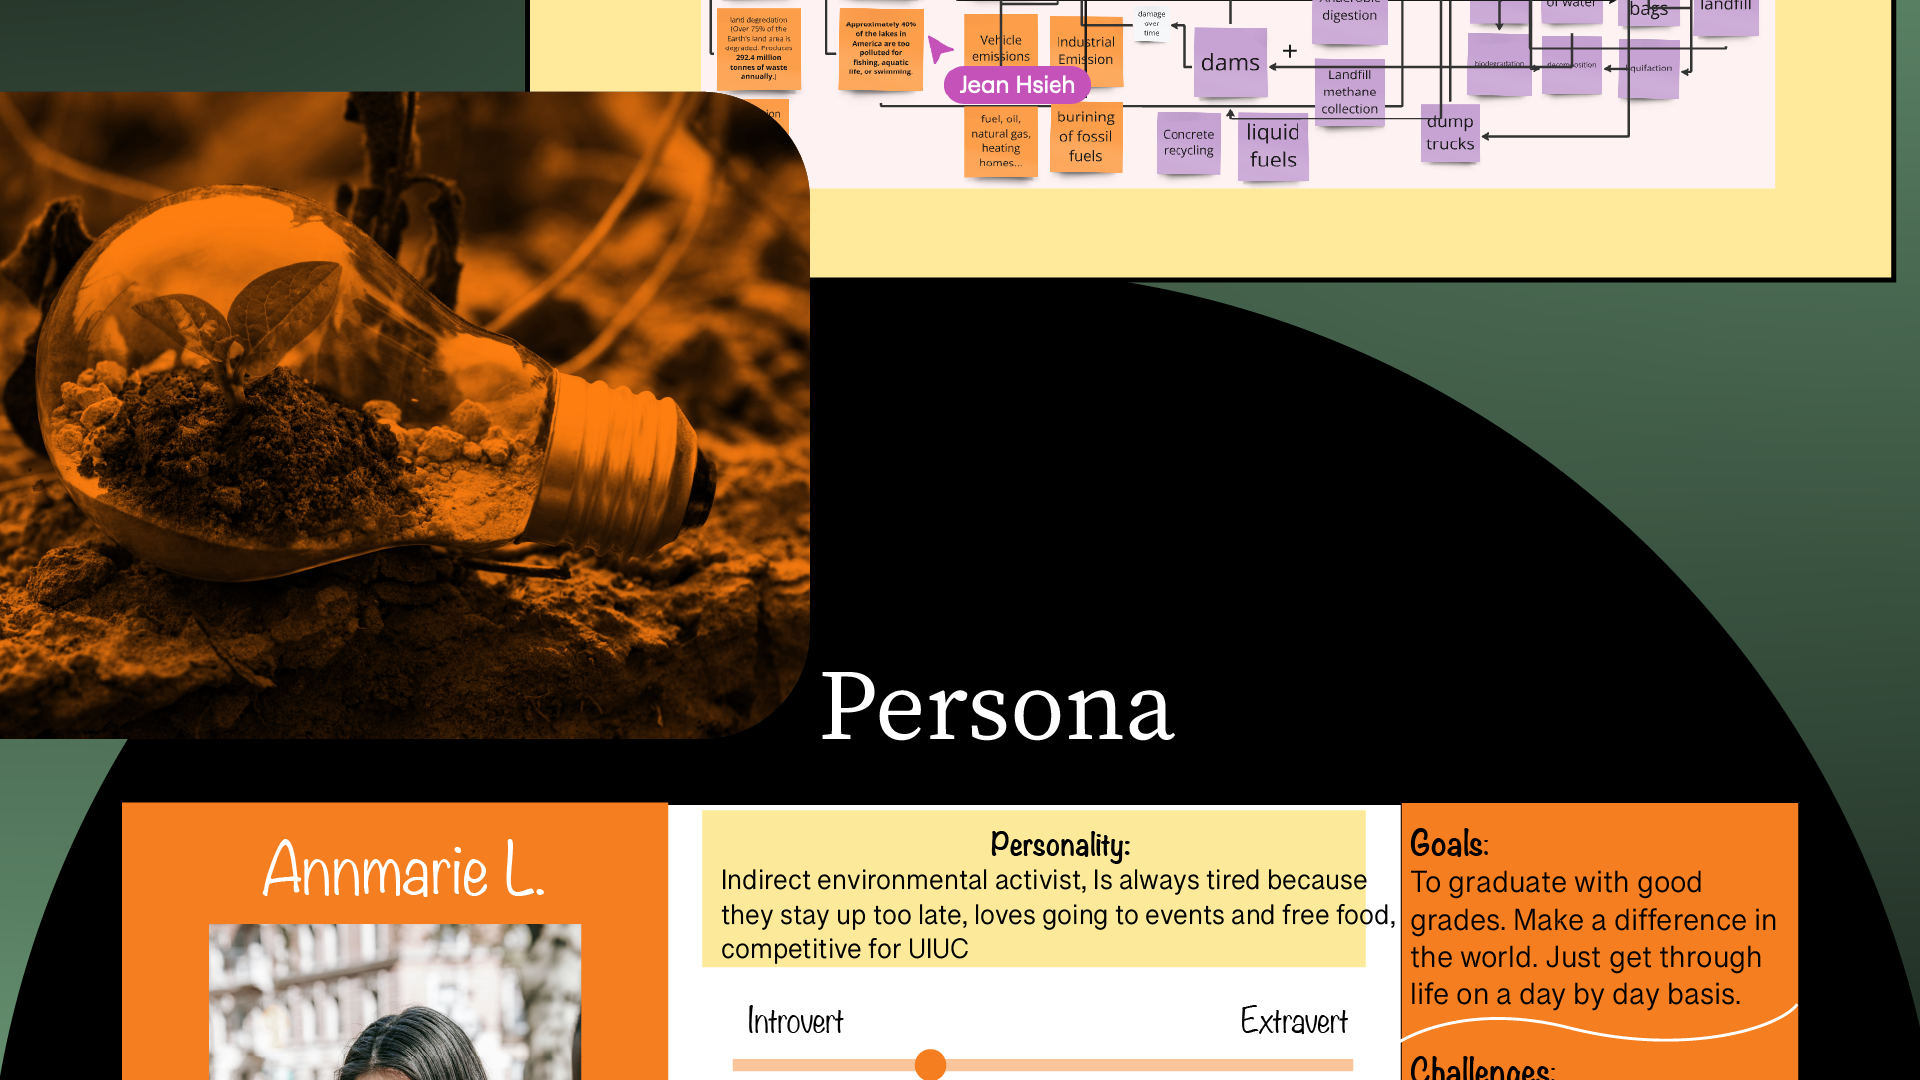 land degredation
(Over 75% of the
Earth's land area is
degraded. Produces
292.4 million
tonnes of waste
annually.)
Approximately 40%
of the lakes in
America are too
polluted for
fishing, aquatic
life, or swimming.
Vehicle
emissions
Industrial
Emission
damage
over
time
dams
+
Anaerobic
digestion
of water
bags
landfill
Jean Hsieh
Landfill
methane
collection
biodegradation
decomposition
liquifaction
fuel, oil,
natural gas,
heating
homes...
burining
of fossil
fuels
Concrete
recycling
liquid
fuels
dump
trucks
Persona
Annmarie L.
Personality:
Indirect environmental activist, Is always tired because
they stay up too late, loves going to events and free food,
competitive for UIUC
Introvert
Extravert
Goals:
To graduate with good
grades. Make a difference in
the world. Just get through
life on a day by day basis.
Challenges: